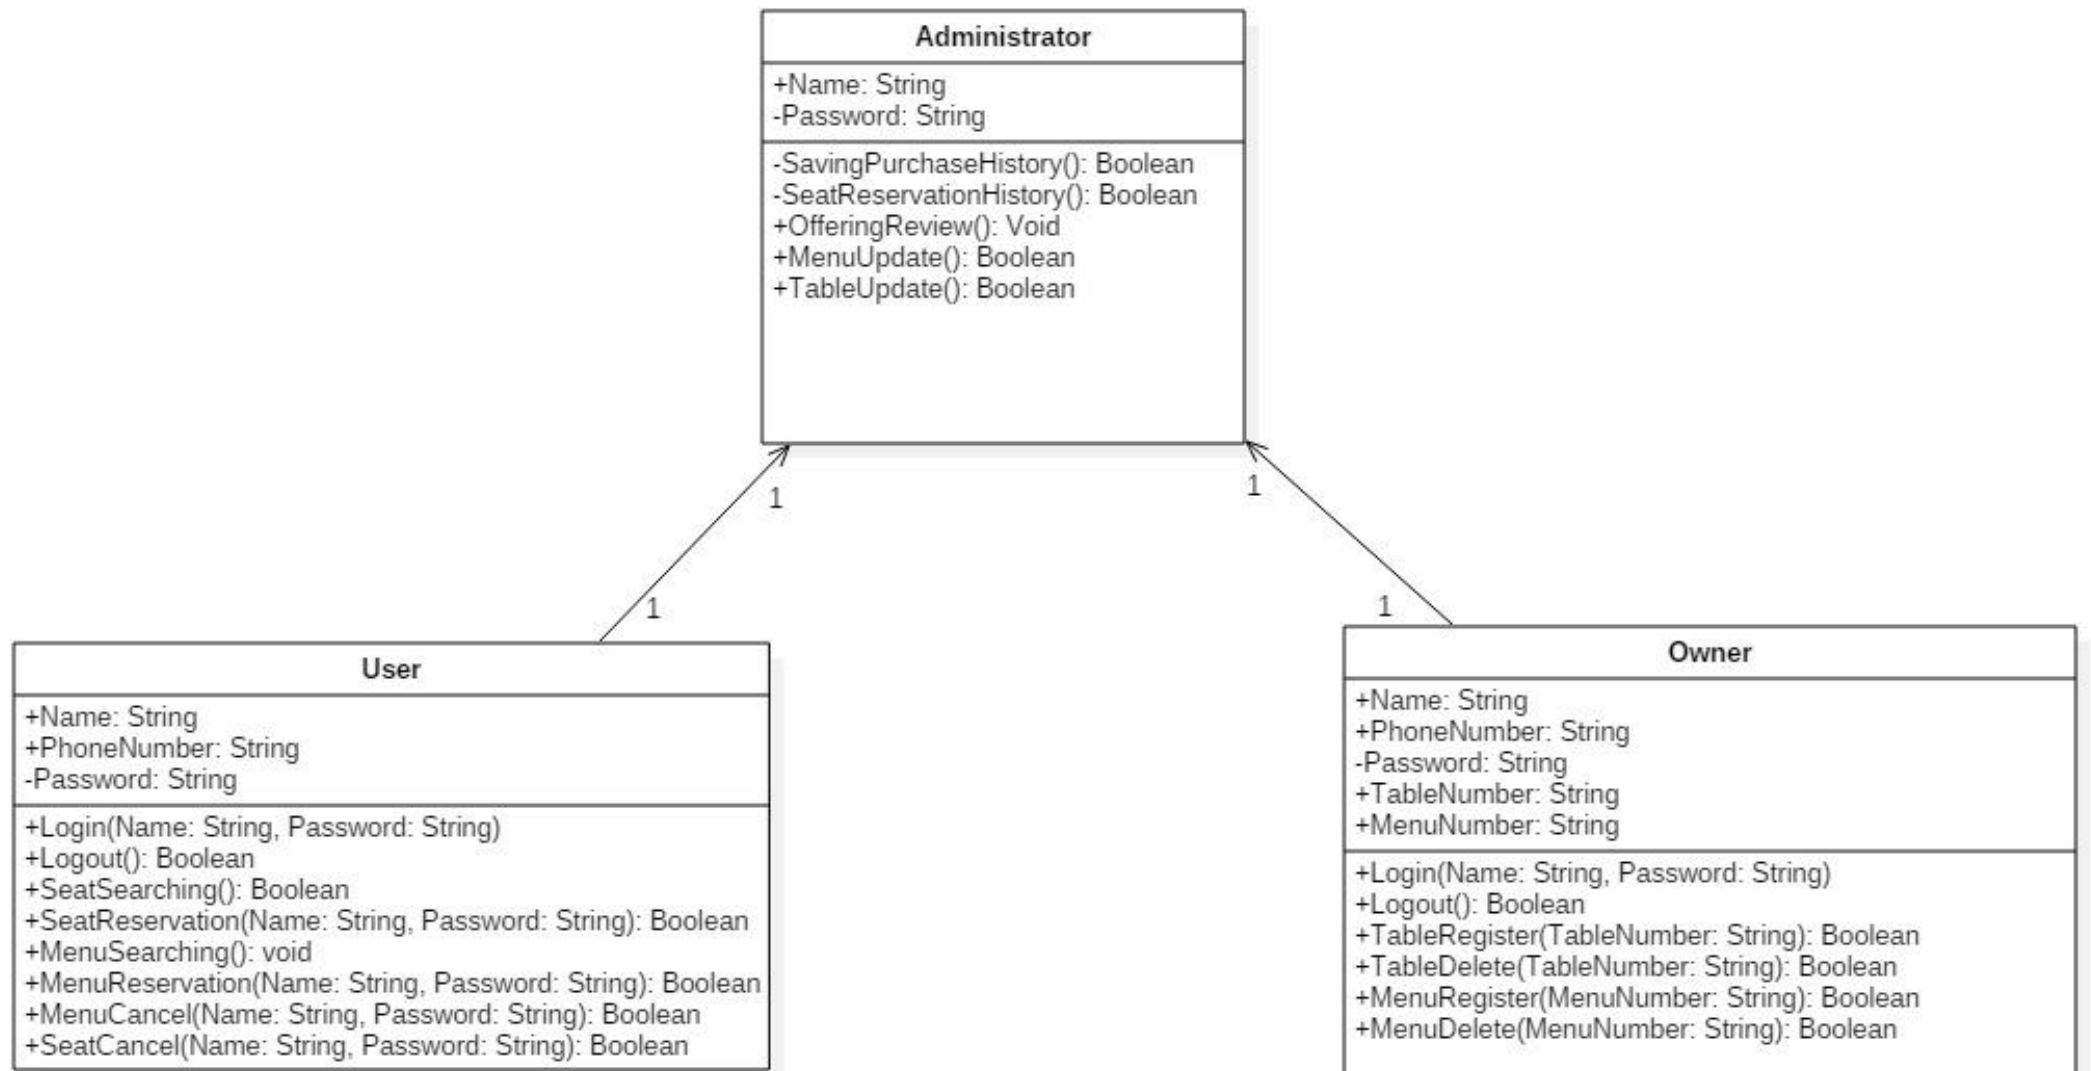 Administrator
+Name: String
-Password: String
-SavingPurchaseHistory(): Boolean
-SeatReservationHistory(): Boolean
+OfferingReview(): Void
+MenuUpdate(): Boolean
+TableUpdate(): Boolean
1
1
1
1
User
+Name: String
+PhoneNumber: String
-Password: String
+Login(Name: String, Password: String)
+Logout(): Boolean
+SeatSearching(): Boolean
+SeatReservation(Name: String, Password: String): Boolean
+MenuSearching(): void
+MenuReservation(Name: String, Password: String): Boolean
+MenuCancel(Name: String, Password: String): Boolean
+SeatCancel(Name: String, Password: String): Boolean
Owner
+Name: String
+PhoneNumber: String
-Password: String
+TableNumber: String
+MenuNumber: String
+Login(Name: String, Password: String)
+Logout(): Boolean
+TableRegister(TableNumber: String): Boolean
+TableDelete(TableNumber: String): Boolean
+MenuRegister(MenuNumber: String): Boolean
+MenuDelete(MenuNumber: String): Boolean